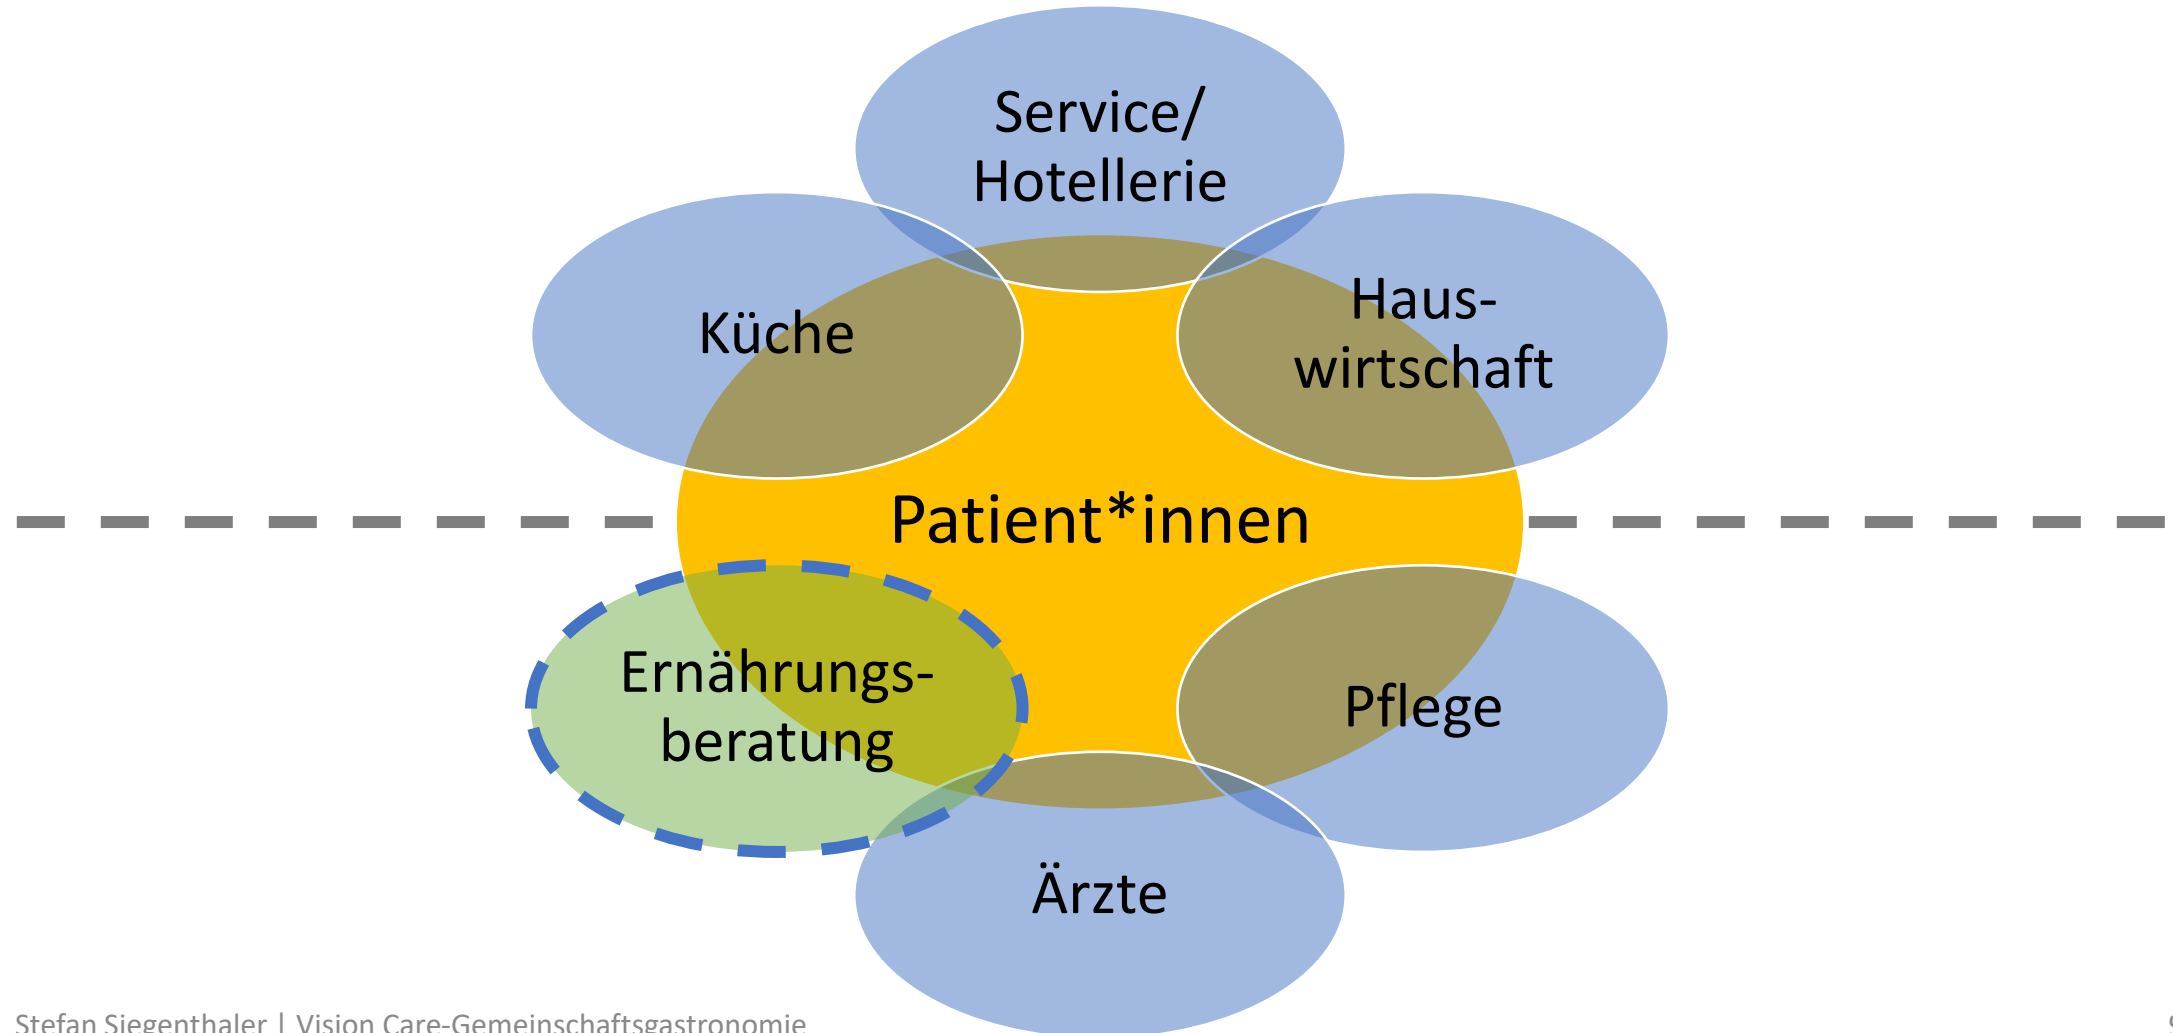 Service/
Hotellerie
Küche
Haus-
wirtschaft
Patient*innen
Ernährungs-
beratung
Pflege
Ärzte
Stefan Siegenthaler | Vision Care-Gemeinschaftsgastronomie